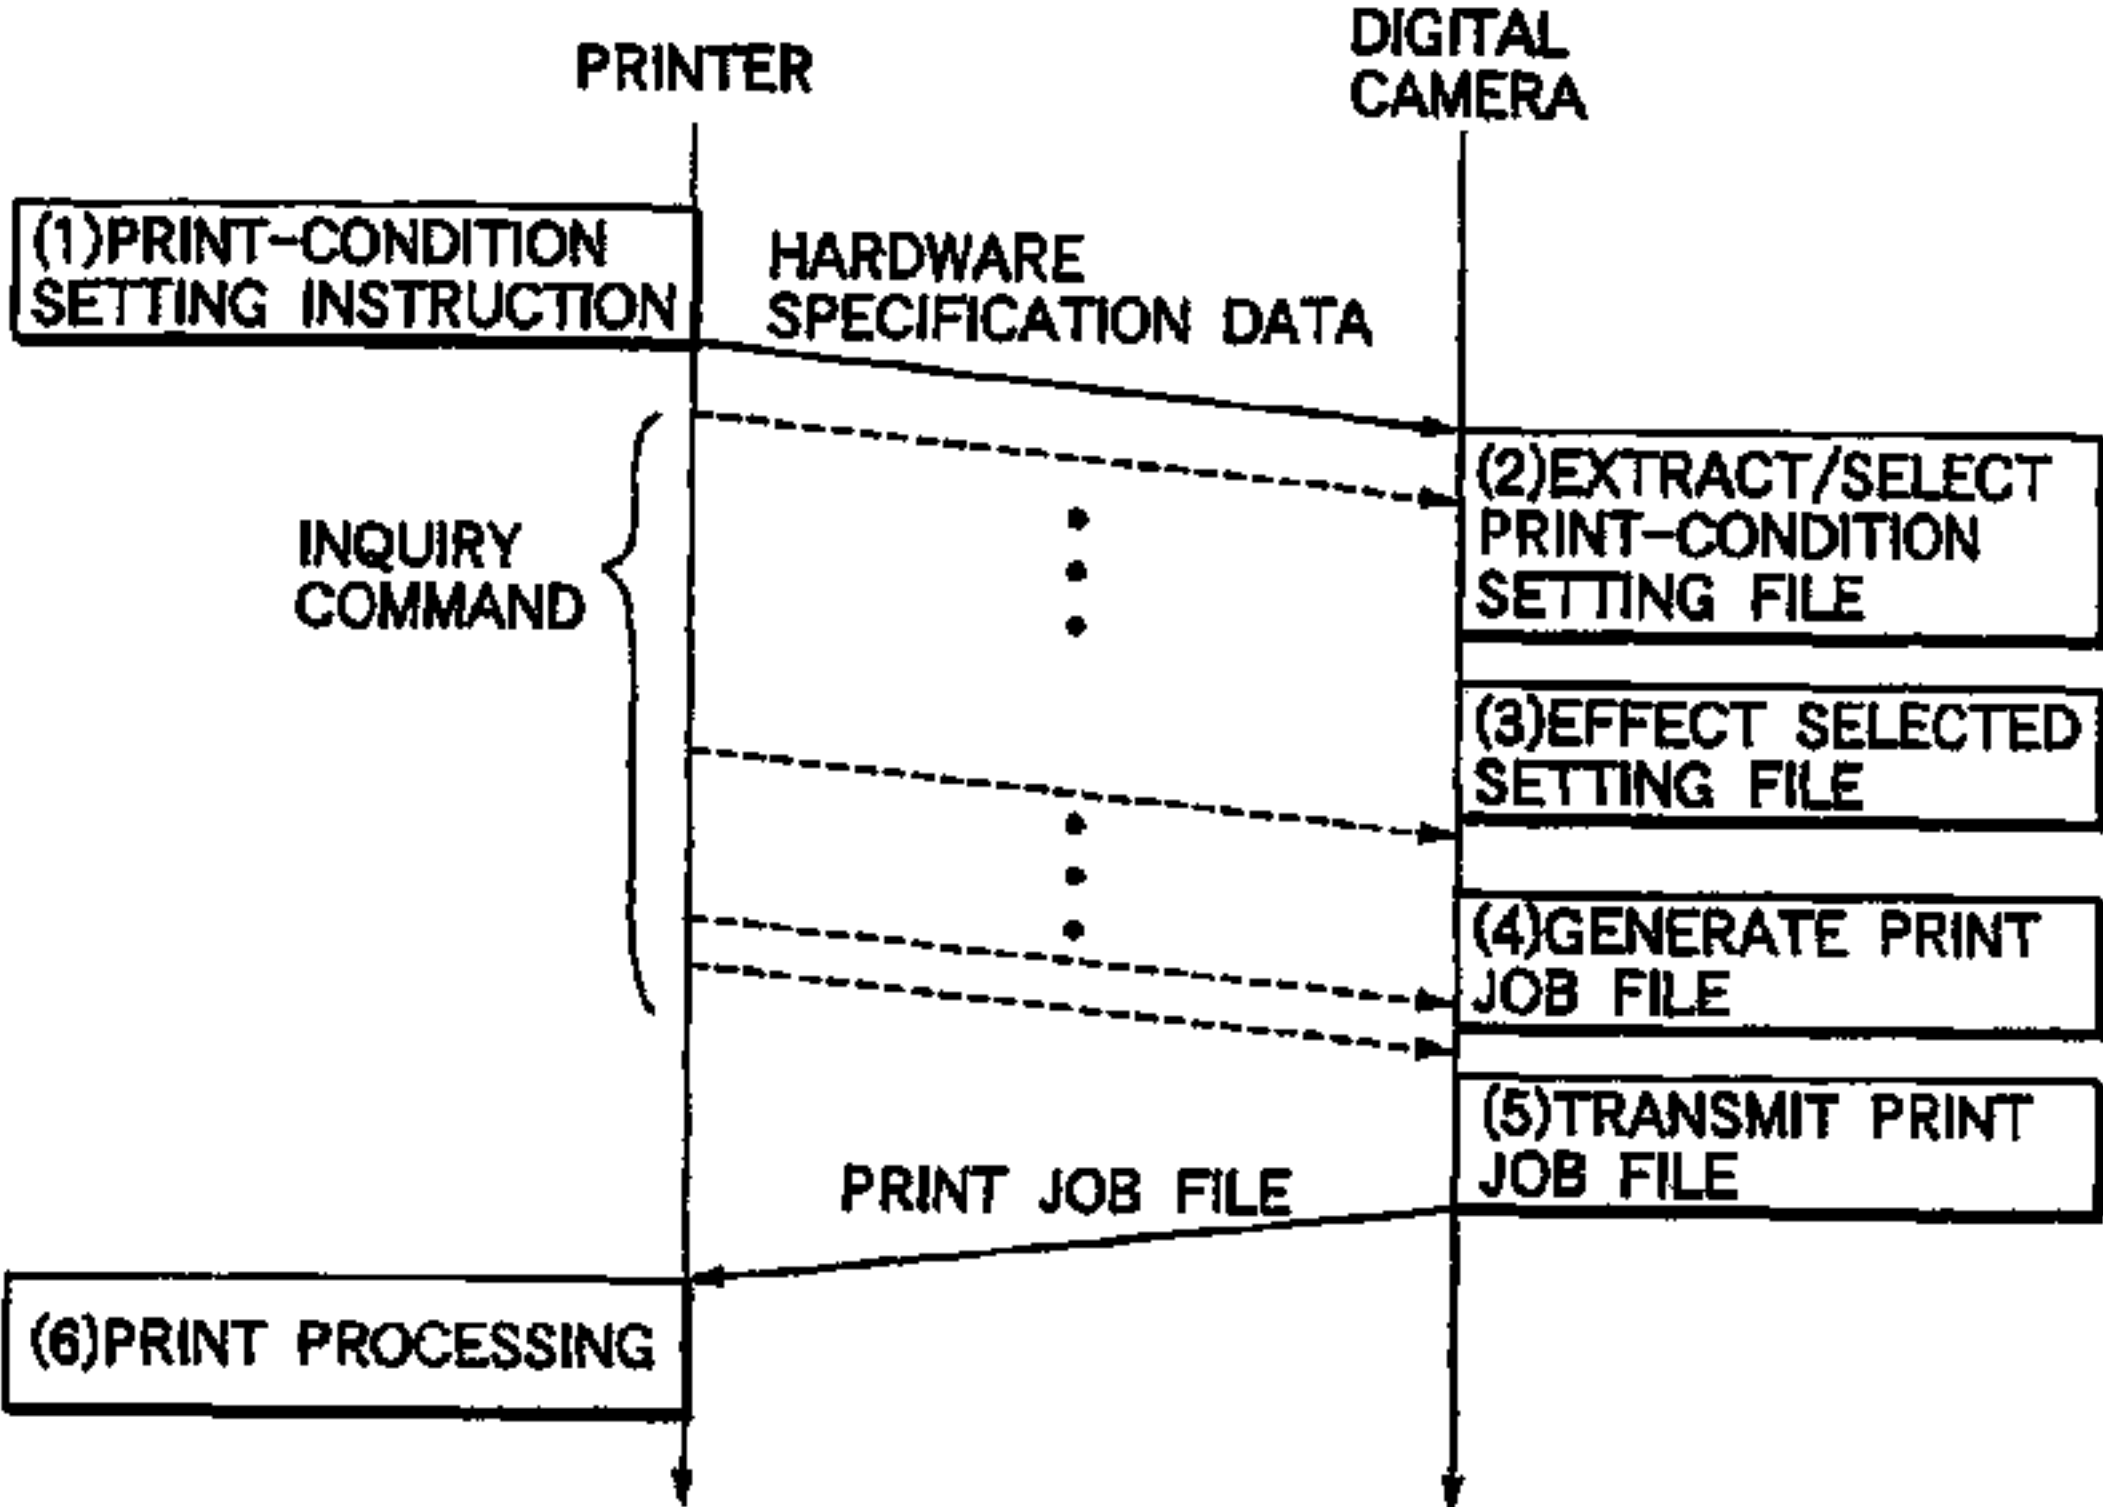 PRINTER
DIGITAL
CAMERA
(1)PRINT-CONDITION
SETTING INSTRUCTION
HARDWARE
SPECIFICATION DATA
INQUIRY
COMMAND
(2)EXTRACT/SELECT
PRINT-CONDITION
SETTING FILE
(3)EFFECT SELECTED
SETTING FILE
(4)GENERATE PRINT
JOB FILE
(5)TRANSMIT PRINT
JOB FILE
PRINT JOB FILE
(6)PRINT PROCESSING